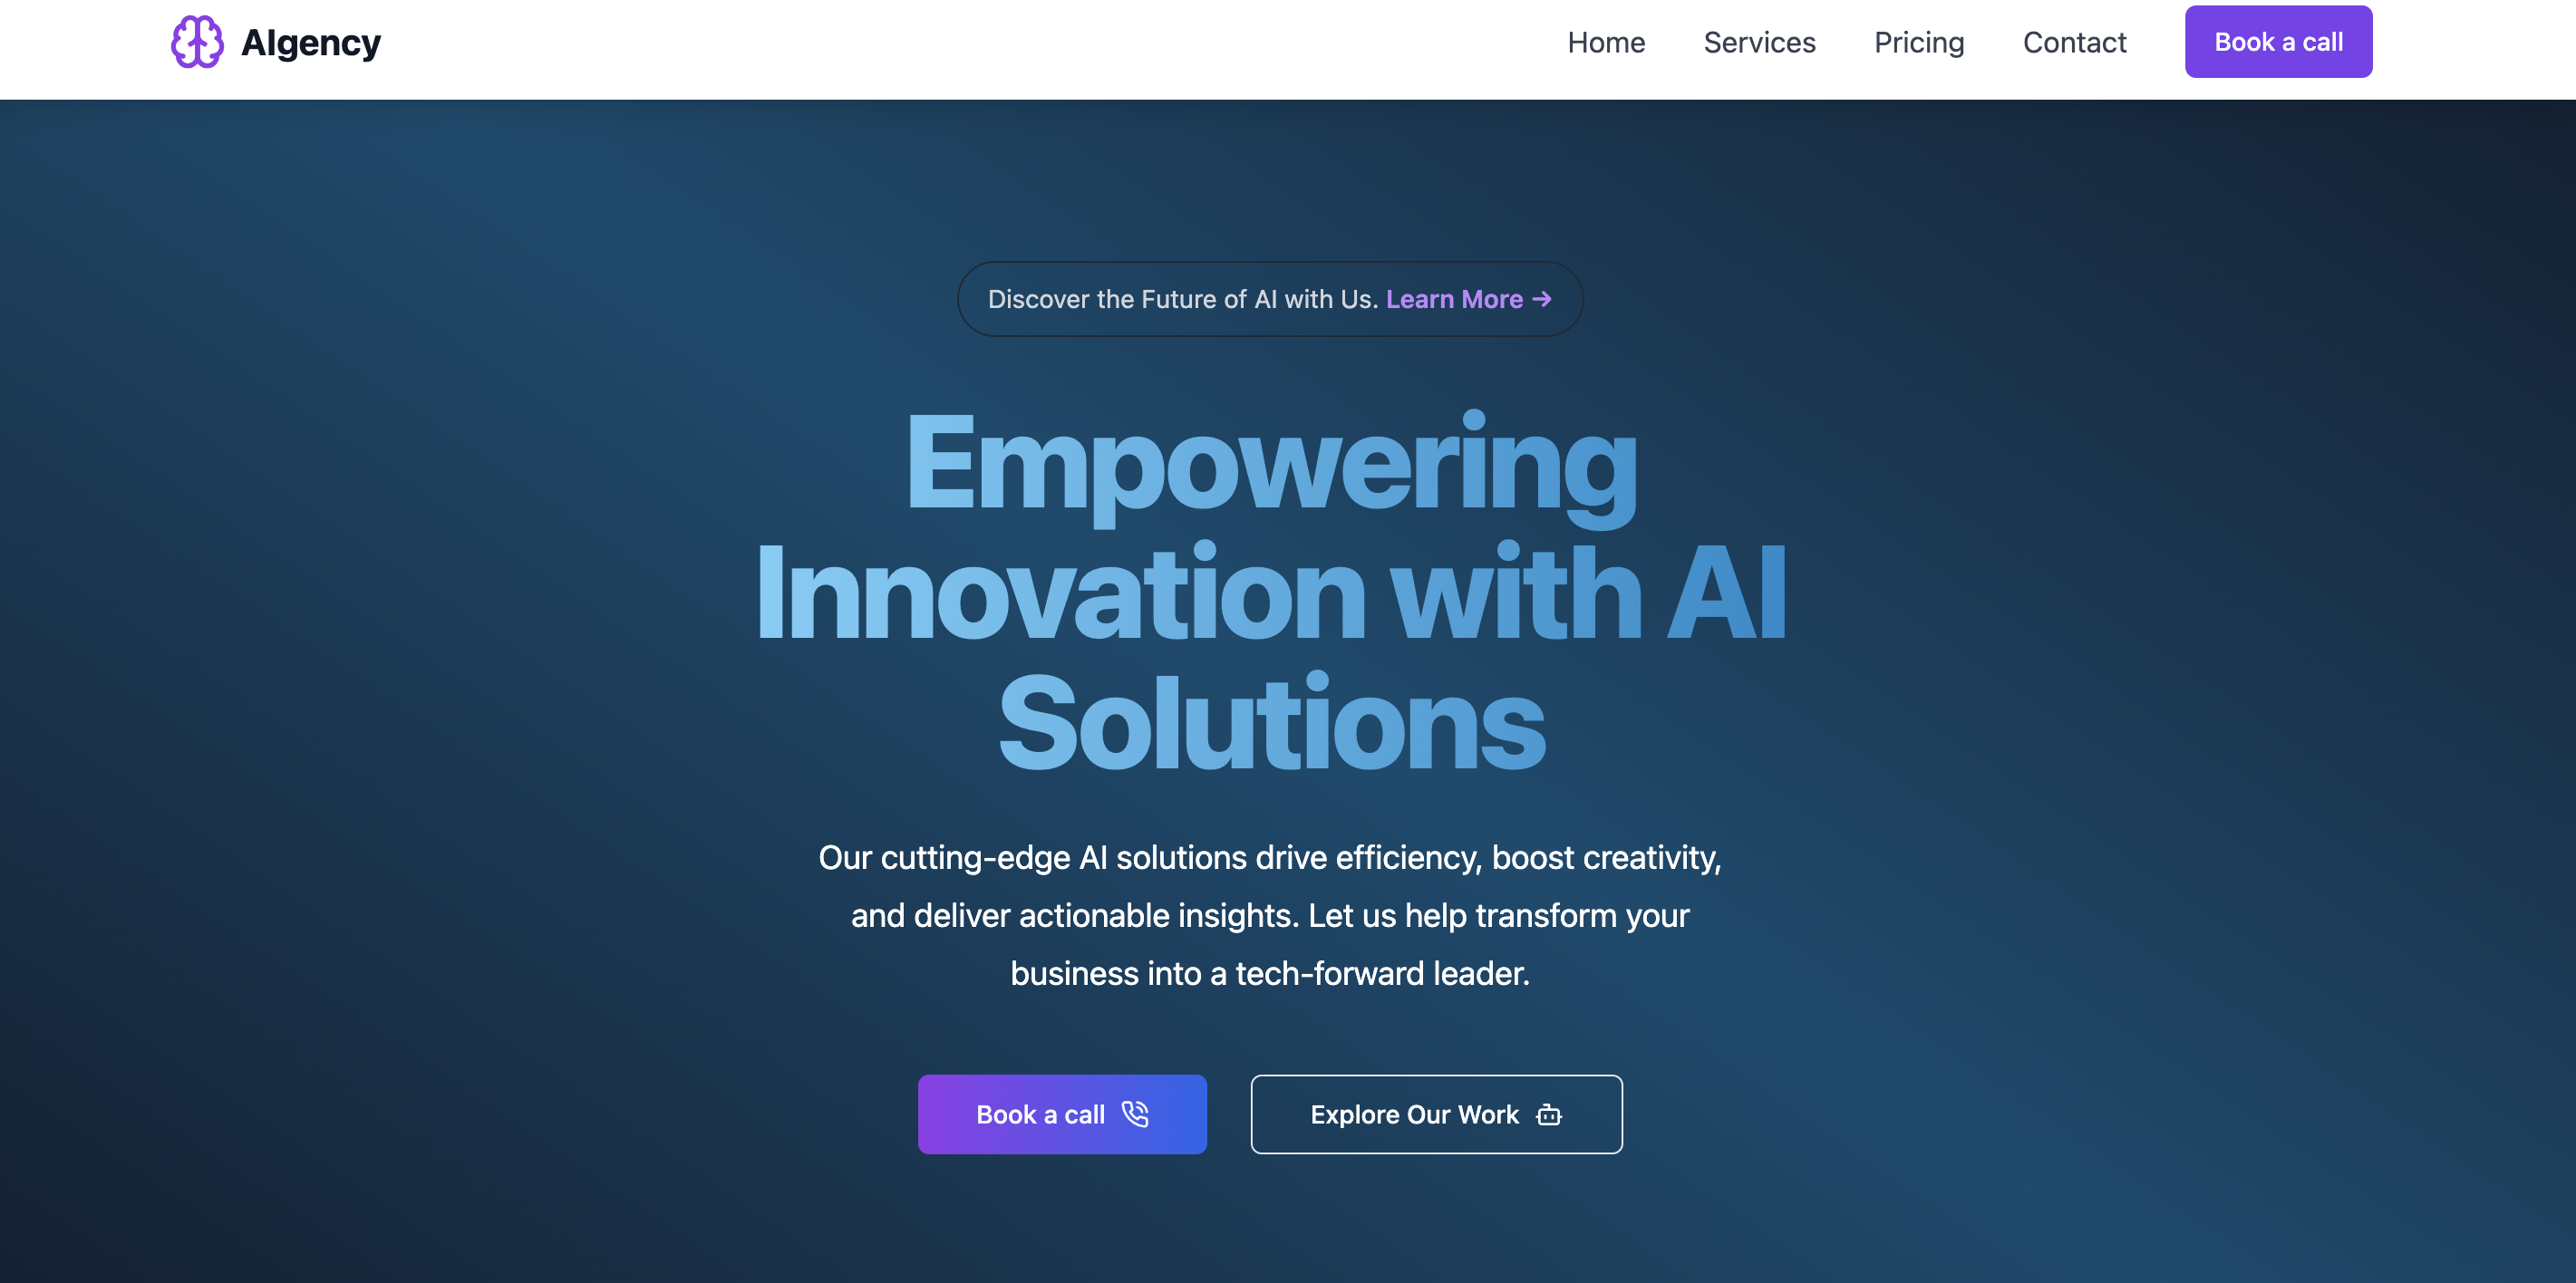 AIgency
Home Services Pricing Contact Book a call
Discover the Future of AI with Us. Learn More →
Empowering
Innovation with AI
Solutions
Our cutting-edge AI solutions drive efficiency, boost creativity,
and deliver actionable insights. Let us help transform your
business into a tech-forward leader.
Book a call
Explore Our Work